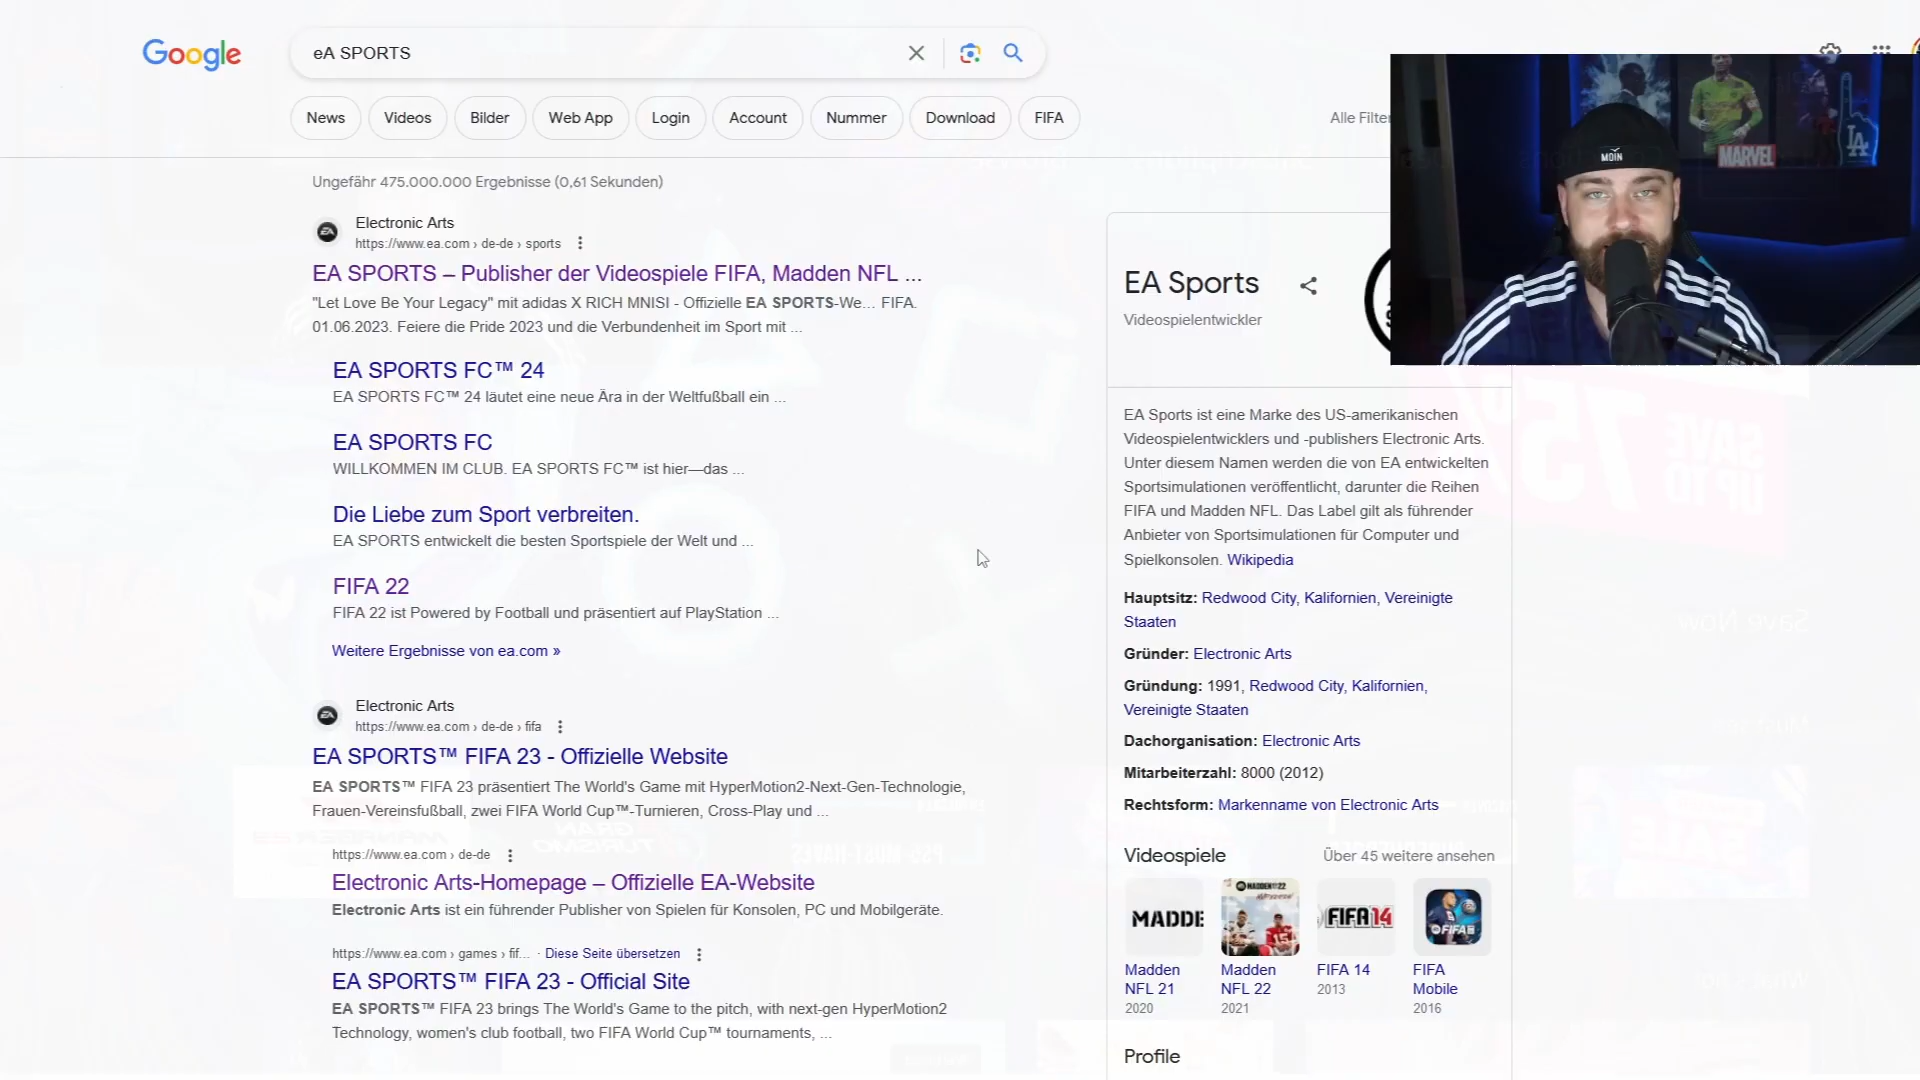 Google
eA SPORTS
News
Videos
Bilder
Web App
Login
Account
Nummer
Download
FIFA
Alle Filter
Ungefähr 475.000.000 Ergebnisse (0,61 Sekunden)
Electronic Arts
https://www.ea.com › de-de › sports
EA SPORTS – Publisher der Videospiele FIFA, Madden NFL ...
"Let Love Be Your Legacy" mit adidas X RICH MNISI - Offizielle EA SPORTS-We... FIFA.
01.06.2023. Feiere die Pride 2023 und die Verbundenheit im Sport mit ...
EA SPORTS FC™ 24
EA SPORTS FC™ 24 läutet eine neue Ära in der Weltfußball ein ...
EA SPORTS FC
WILLKOMMEN IM CLUB. EA SPORTS FC™ ist hier—das ...
Die Liebe zum Sport verbreiten.
EA SPORTS entwickelt die besten Sportspiele der Welt und ...
FIFA 22
FIFA 22 ist Powered by Football und präsentiert auf PlayStation ...
Weitere Ergebnisse von ea.com »
Electronic Arts
https://www.ea.com › de-de › fifa
EA SPORTS™ FIFA 23 - Offizielle Website
EA SPORTS™ FIFA 23 präsentiert The World's Game mit HyperMotion2-Next-Gen-Technologie,
Frauen-Vereinsfußball, zwei FIFA World Cup™-Turnieren, Cross-Play und ...
https://www.ea.com › de-de
Electronic Arts-Homepage – Offizielle EA-Website
Electronic Arts ist ein führender Publisher von Spielen für Konsolen, PC und Mobilgeräte.
https://www.ea.com › games › fif... · Diese Seite übersetzen
EA SPORTS™ FIFA 23 - Official Site
EA SPORTS™ FIFA 23 brings The World's Game to the pitch, with next-gen HyperMotion2
Technology, women's club football, two FIFA World Cup™ tournaments, ...
MOIN
MARVEL
LA
EA Sports
Videospielentwickler
EA Sports ist eine Marke des US-amerikanischen
Videospielentwicklers und -publishers Electronic Arts.
Unter diesem Namen werden die von EA entwickelten
Sportsimulationen veröffentlicht, darunter die Reihen
FIFA und Madden NFL. Das Label gilt als führender
Anbieter von Sportsimulationen für Computer und
Spielkonsolen. Wikipedia
Hauptsitz: Redwood City, Kalifornien, Vereinigte
Staaten
Gründer: Electronic Arts
Gründung: 1991, Redwood City, Kalifornien,
Vereinigte Staaten
Dachorganisation: Electronic Arts
Mitarbeiterzahl: 8000 (2012)
Rechtsform: Markenname von Electronic Arts
Videospiele
Über 45 weitere ansehen
MADDE
MADDEN 22
FIFA 14
FIFA
Madden
NFL 21
2020
Madden
NFL 22
2021
FIFA 14
2013
FIFA
Mobile
2016
Profile
SAVE
UP TO
75%
Save Now